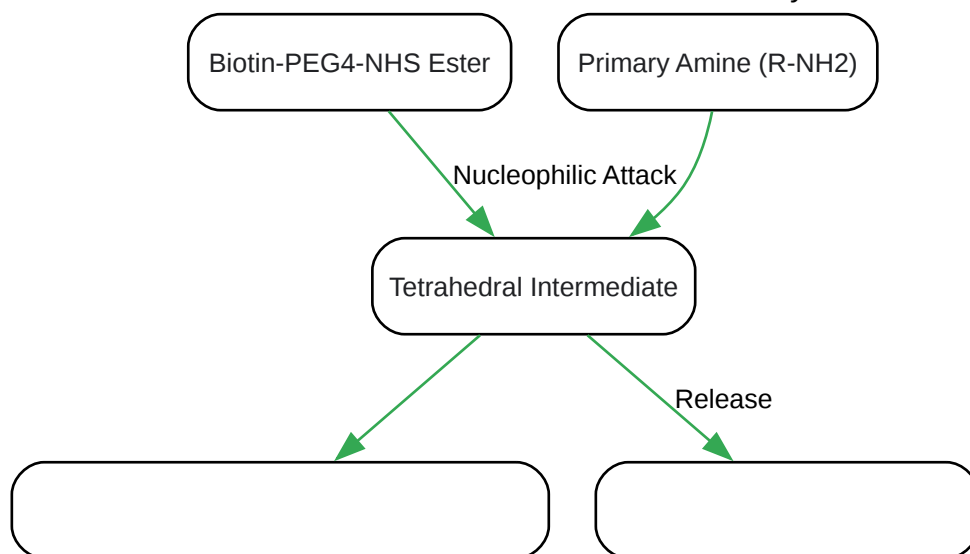 Biotin-PEG4-NHS Ester
Primary Amine (R-NH2)
Nucleophilic Attack
Tetrahedral Intermediate
Release